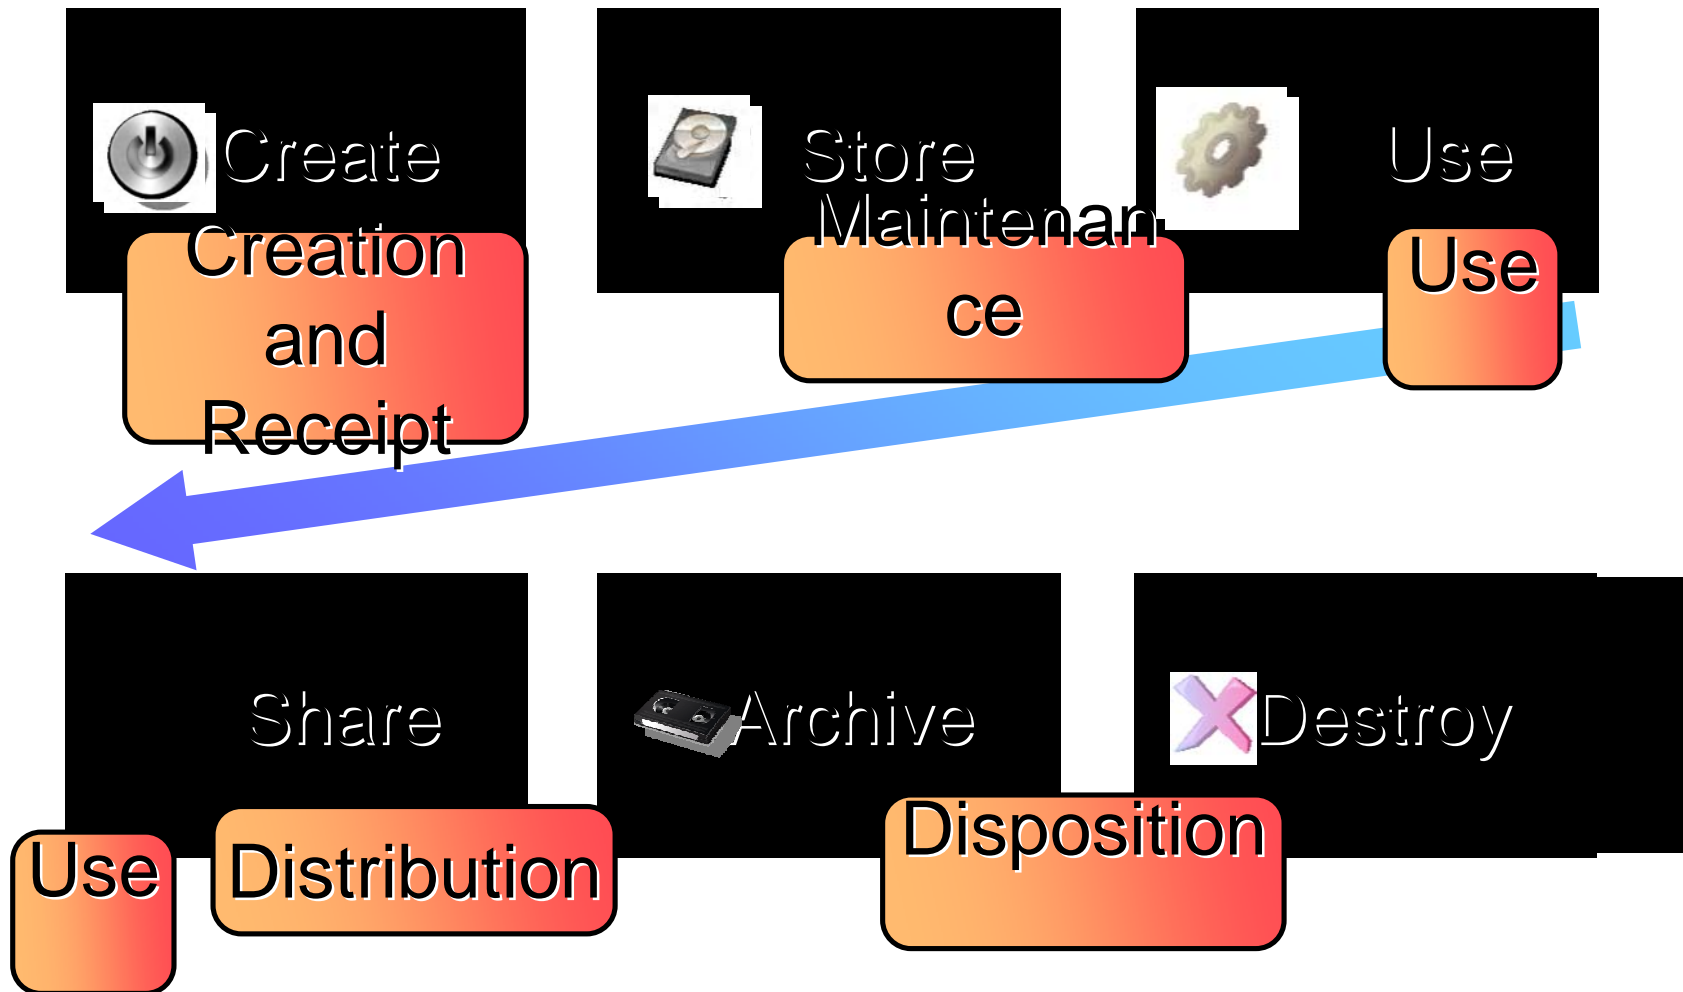 Create
Store
Use
Creation
and
Receipt
Maintenan
ce
Use
Share
Archive
Destroy
Use
Distribution
Disposition